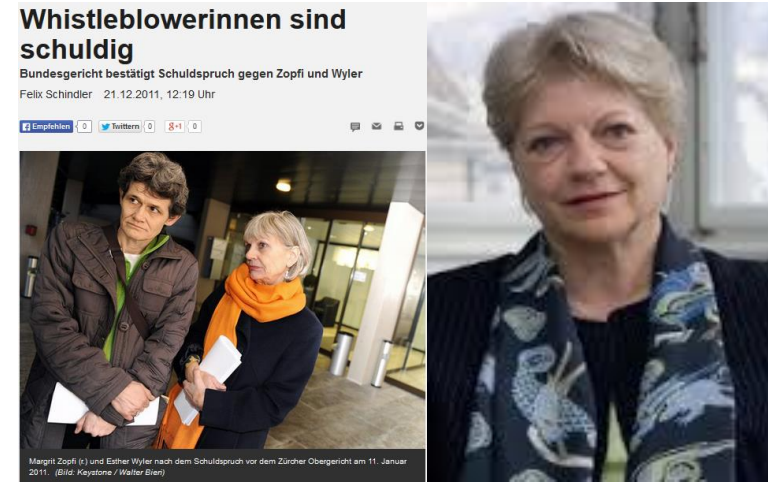 Whistleblowerinnen sind
schuldig
Bundesgericht bestätigt Schuldspruch gegen Zopfi und Wyler
Felix Schindler 21.12.2011, 12:19 Uhr
Empfehlen 0 Twittern 0 g+1 0
Margrit Zopfi (r.) und Esther Wyler nach dem Schuldspruch vor dem Zürcher Obergericht am 11. Januar
2011. (Bild: Keystone / Walter Bieri)